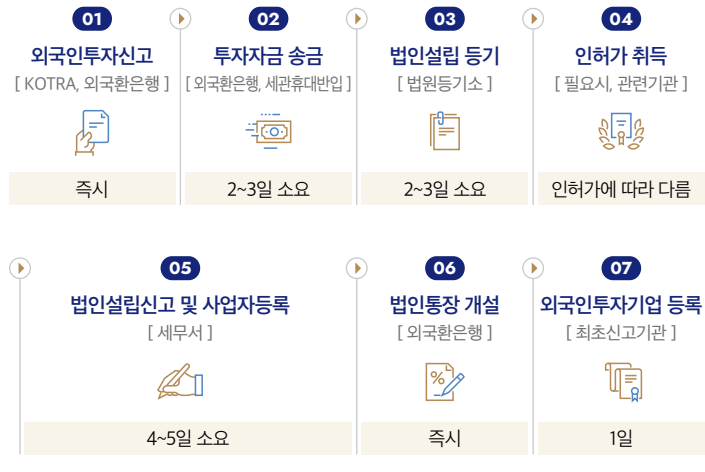 01
외국인투자신고
[ KOTRA, 외국환은행 ]
즉시
02
투자자금 송금
[ 외국환은행, 세관휴대반입 ]
2~3일 소요
03
법인설립 등기
[ 법원등기소 ]
2~3일 소요
04
인허가 취득
[ 필요시, 관련기관 ]
인허가에 따라 다름
05
법인설립신고 및 사업자등록
[ 세무서 ]
4~5일 소요
06
법인통장 개설
[ 외국환은행 ]
%
즉시
07
외국인투자기업 등록
[ 최초신고기관 ]
1일